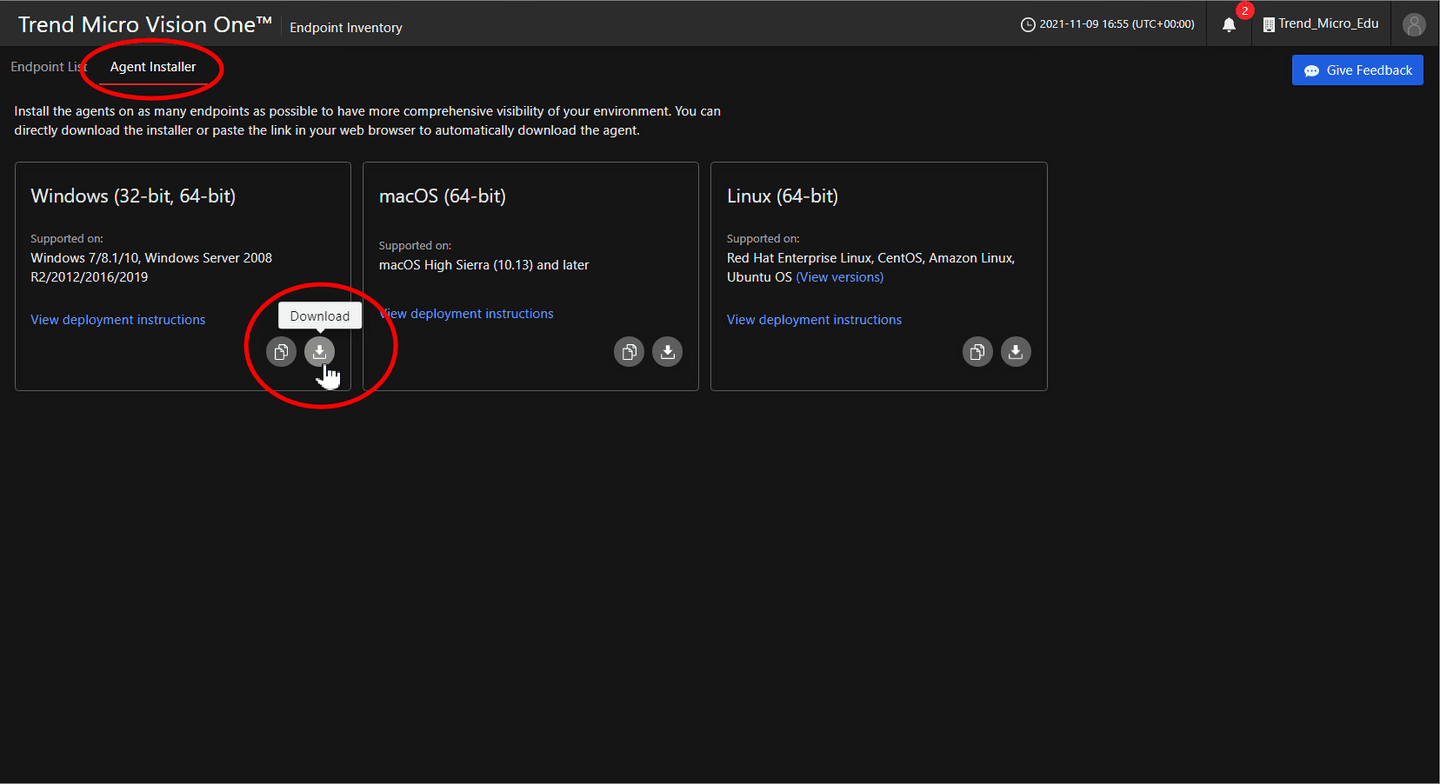 Trend Micro Vision One™ Endpoint Inventory 2021-11-09 16:55 (UTC+00:00) 2 Trend_Micro_Edu
Endpoint List Agent Installer Give Feedback
Install the agents on as many endpoints as possible to have more comprehensive visibility of your environment. You can
directly download the installer or paste the link in your web browser to automatically download the agent.
Windows (32-bit, 64-bit)
Supported on:
Windows 7/8.1/10, Windows Server 2008
R2/2012/2016/2019
View deployment instructions
Download
macOS (64-bit)
Supported on:
macOS High Sierra (10.13) and later
View deployment instructions
Linux (64-bit)
Supported on:
Red Hat Enterprise Linux, CentOS, Amazon Linux,
Ubuntu OS (View versions)
View deployment instructions